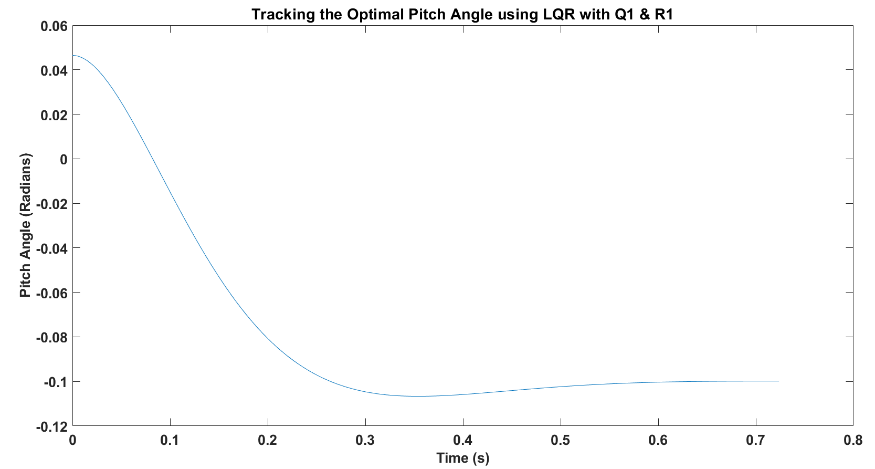 Tracking the Optimal Pitch Angle using LQR with Q1 & R1
0.06
0.04
0.02
0
-0.02
-0.04
-0.06
-0.08
-0.1
-0.12
Pitch Angle (Radians)
0 0.1 0.2 0.3 0.4 0.5 0.6 0.7 0.8
Time (s)